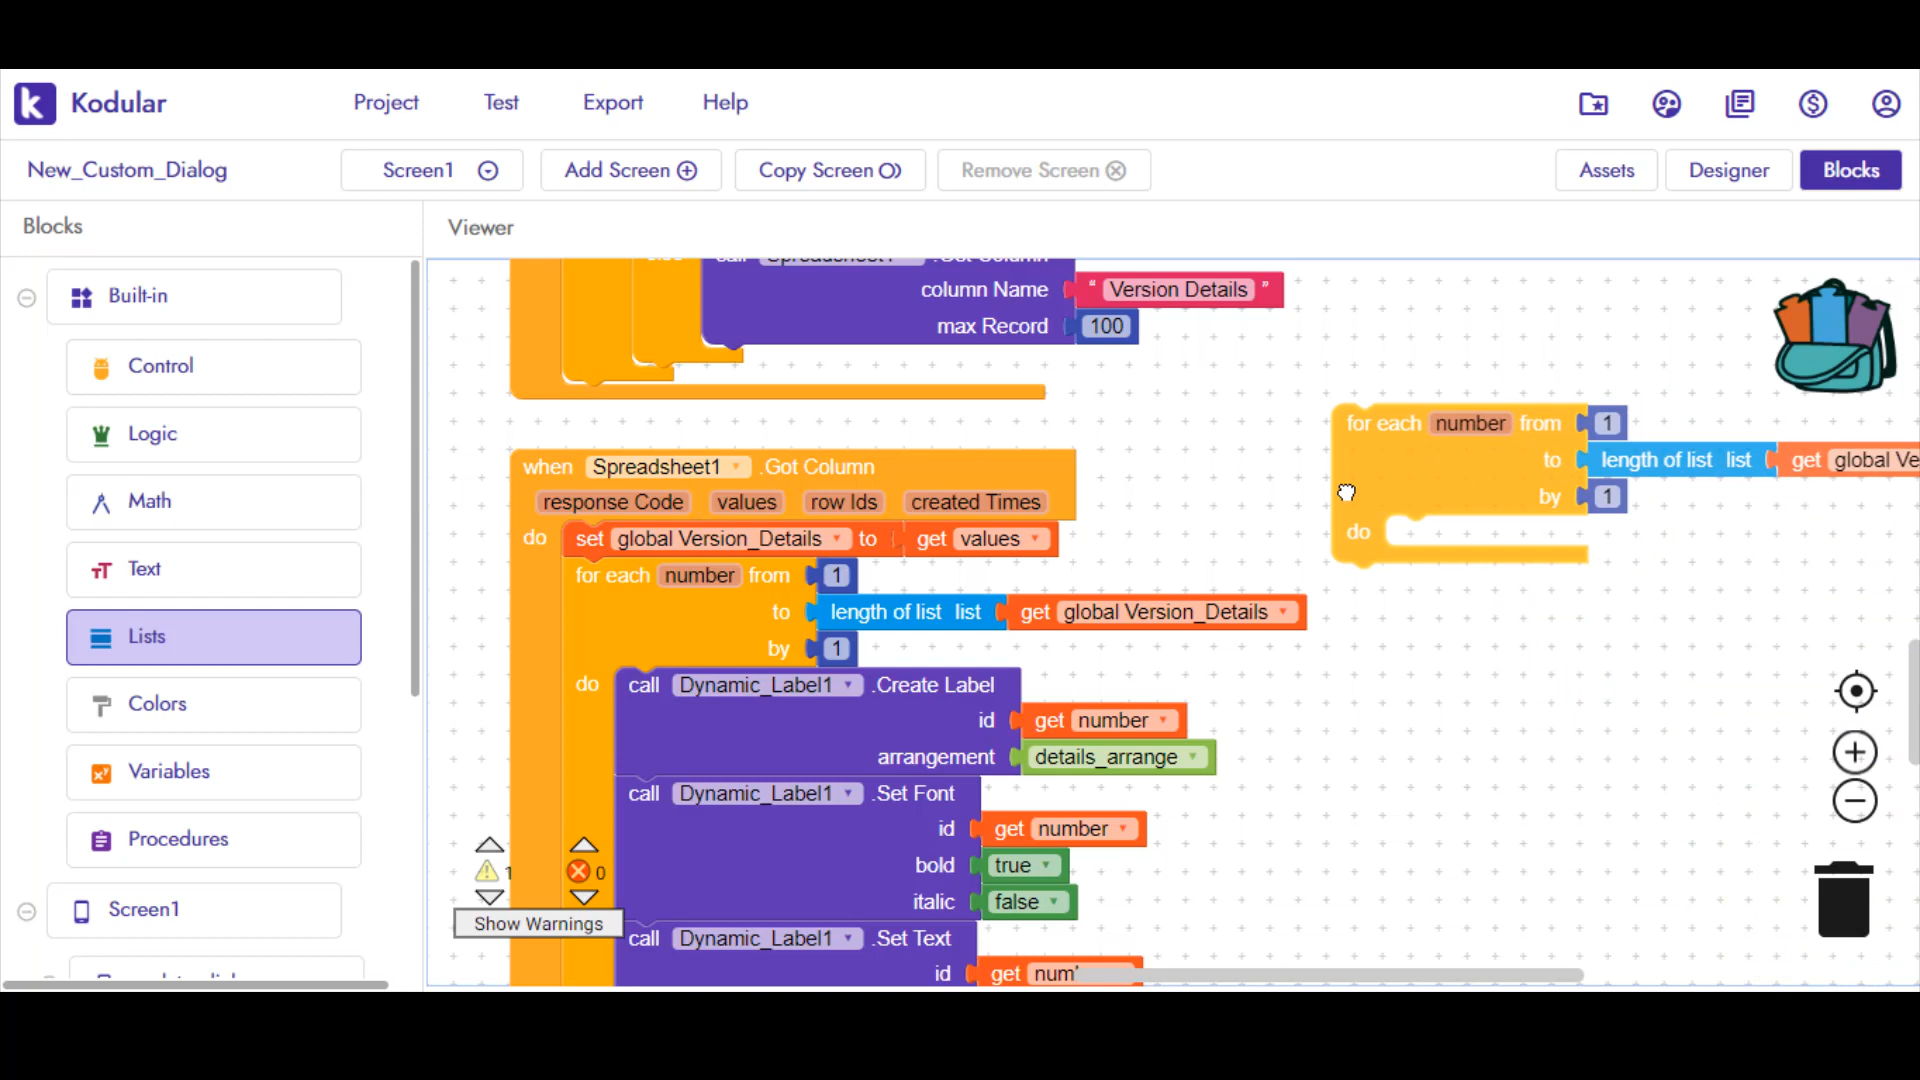 Kodular
Project
Test
Export
Help
New_Custom_Dialog
Screen1
Add Screen
Copy Screen
Remove Screen
Assets
Designer
Blocks
Blocks
Viewer
Built-in
Control
Logic
Math
Text
Lists
Colors
Variables
Procedures
Screen1
column Name " Version Details "
max Record 100
for each number from 1
to length of list list get global Ve
by 1
do
when Spreadsheet1 .Got Column
response Code values row Ids created Times
do set global Version_Details to get values
for each number from 1
to length of list list get global Version_Details
by 1
do call Dynamic_Label1 .Create Label
id get number
arrangement details_arrange
call Dynamic_Label1 .Set Font
id get number
bold true
italic false
call Dynamic_Label1 .Set Text
id get
1
0
Show Warnings